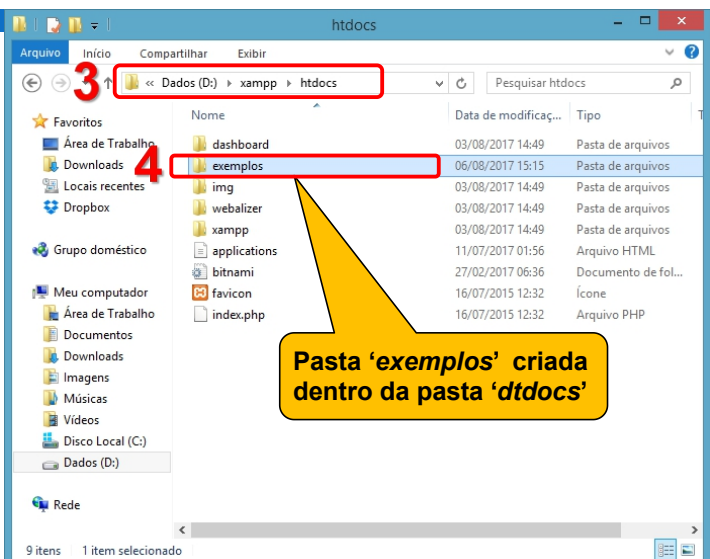 htdocs
Arquivo Início Compartilhar Exibir
3 « Dados (D:) xampp htdocs Pesquisar htdocs
Nome Data de modificaç... Tipo
Favoritos
Área de Trabalho
Downloads
Locais recentes
Dropbox
Grupo doméstico
Meu computador
Área de Trabalho
Documentos
Downloads
Imagens
Músicas
Vídeos
Disco Local (C:)
Dados (D:)
Rede
4
dashboard 03/08/2017 14:49 Pasta de arquivos
exemplos 06/08/2017 15:15 Pasta de arquivos
img 03/08/2017 14:49 Pasta de arquivos
webalizer 03/08/2017 14:49 Pasta de arquivos
xampp 03/08/2017 14:49 Pasta de arquivos
applications 11/07/2017 01:56 Arquivo HTML
bitnami 27/02/2017 06:36 Documento de fol...
favicon 16/07/2015 12:32 Ícone
index.php 16/07/2015 12:32 Arquivo PHP
Pasta ‘exemplos’ criada
dentro da pasta ‘dtdocs’
9 itens 1 item selecionado